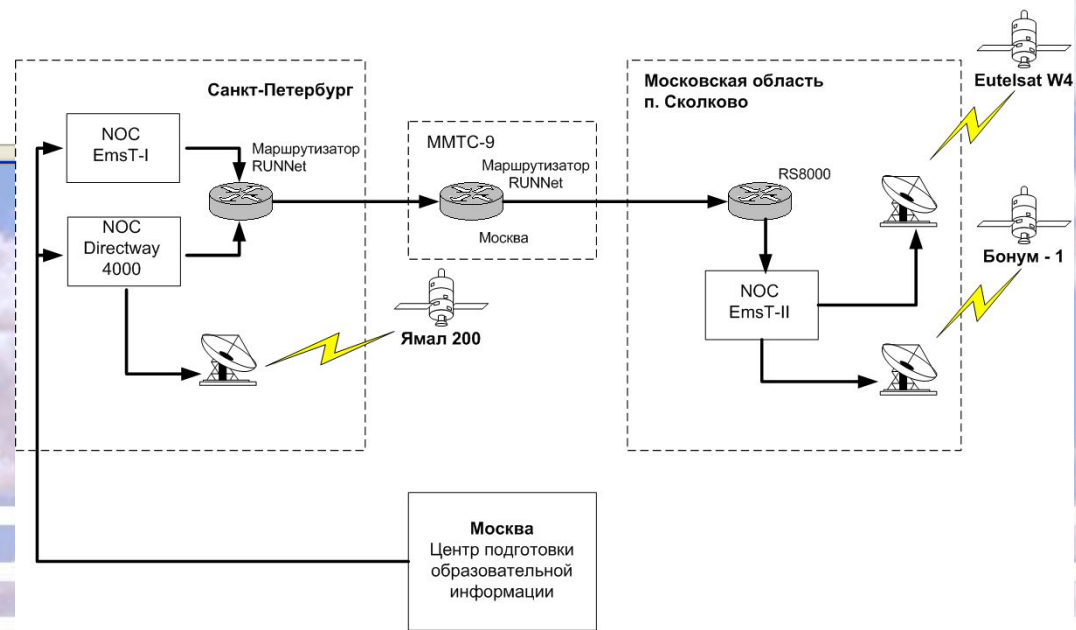 Санкт-Петербург
NOC
EmsT-I
Маршрутизатор
RUNNet
NOC
Directway
4000
ММТС-9
Маршрутизатор
RUNNet
Москва
Ямал 200
Московская область
п. Сколково
RS8000
NOC
EmsT-II
Eutelsat W4
Бонум - 1
Москва
Центр подготовки
образовательной
информации